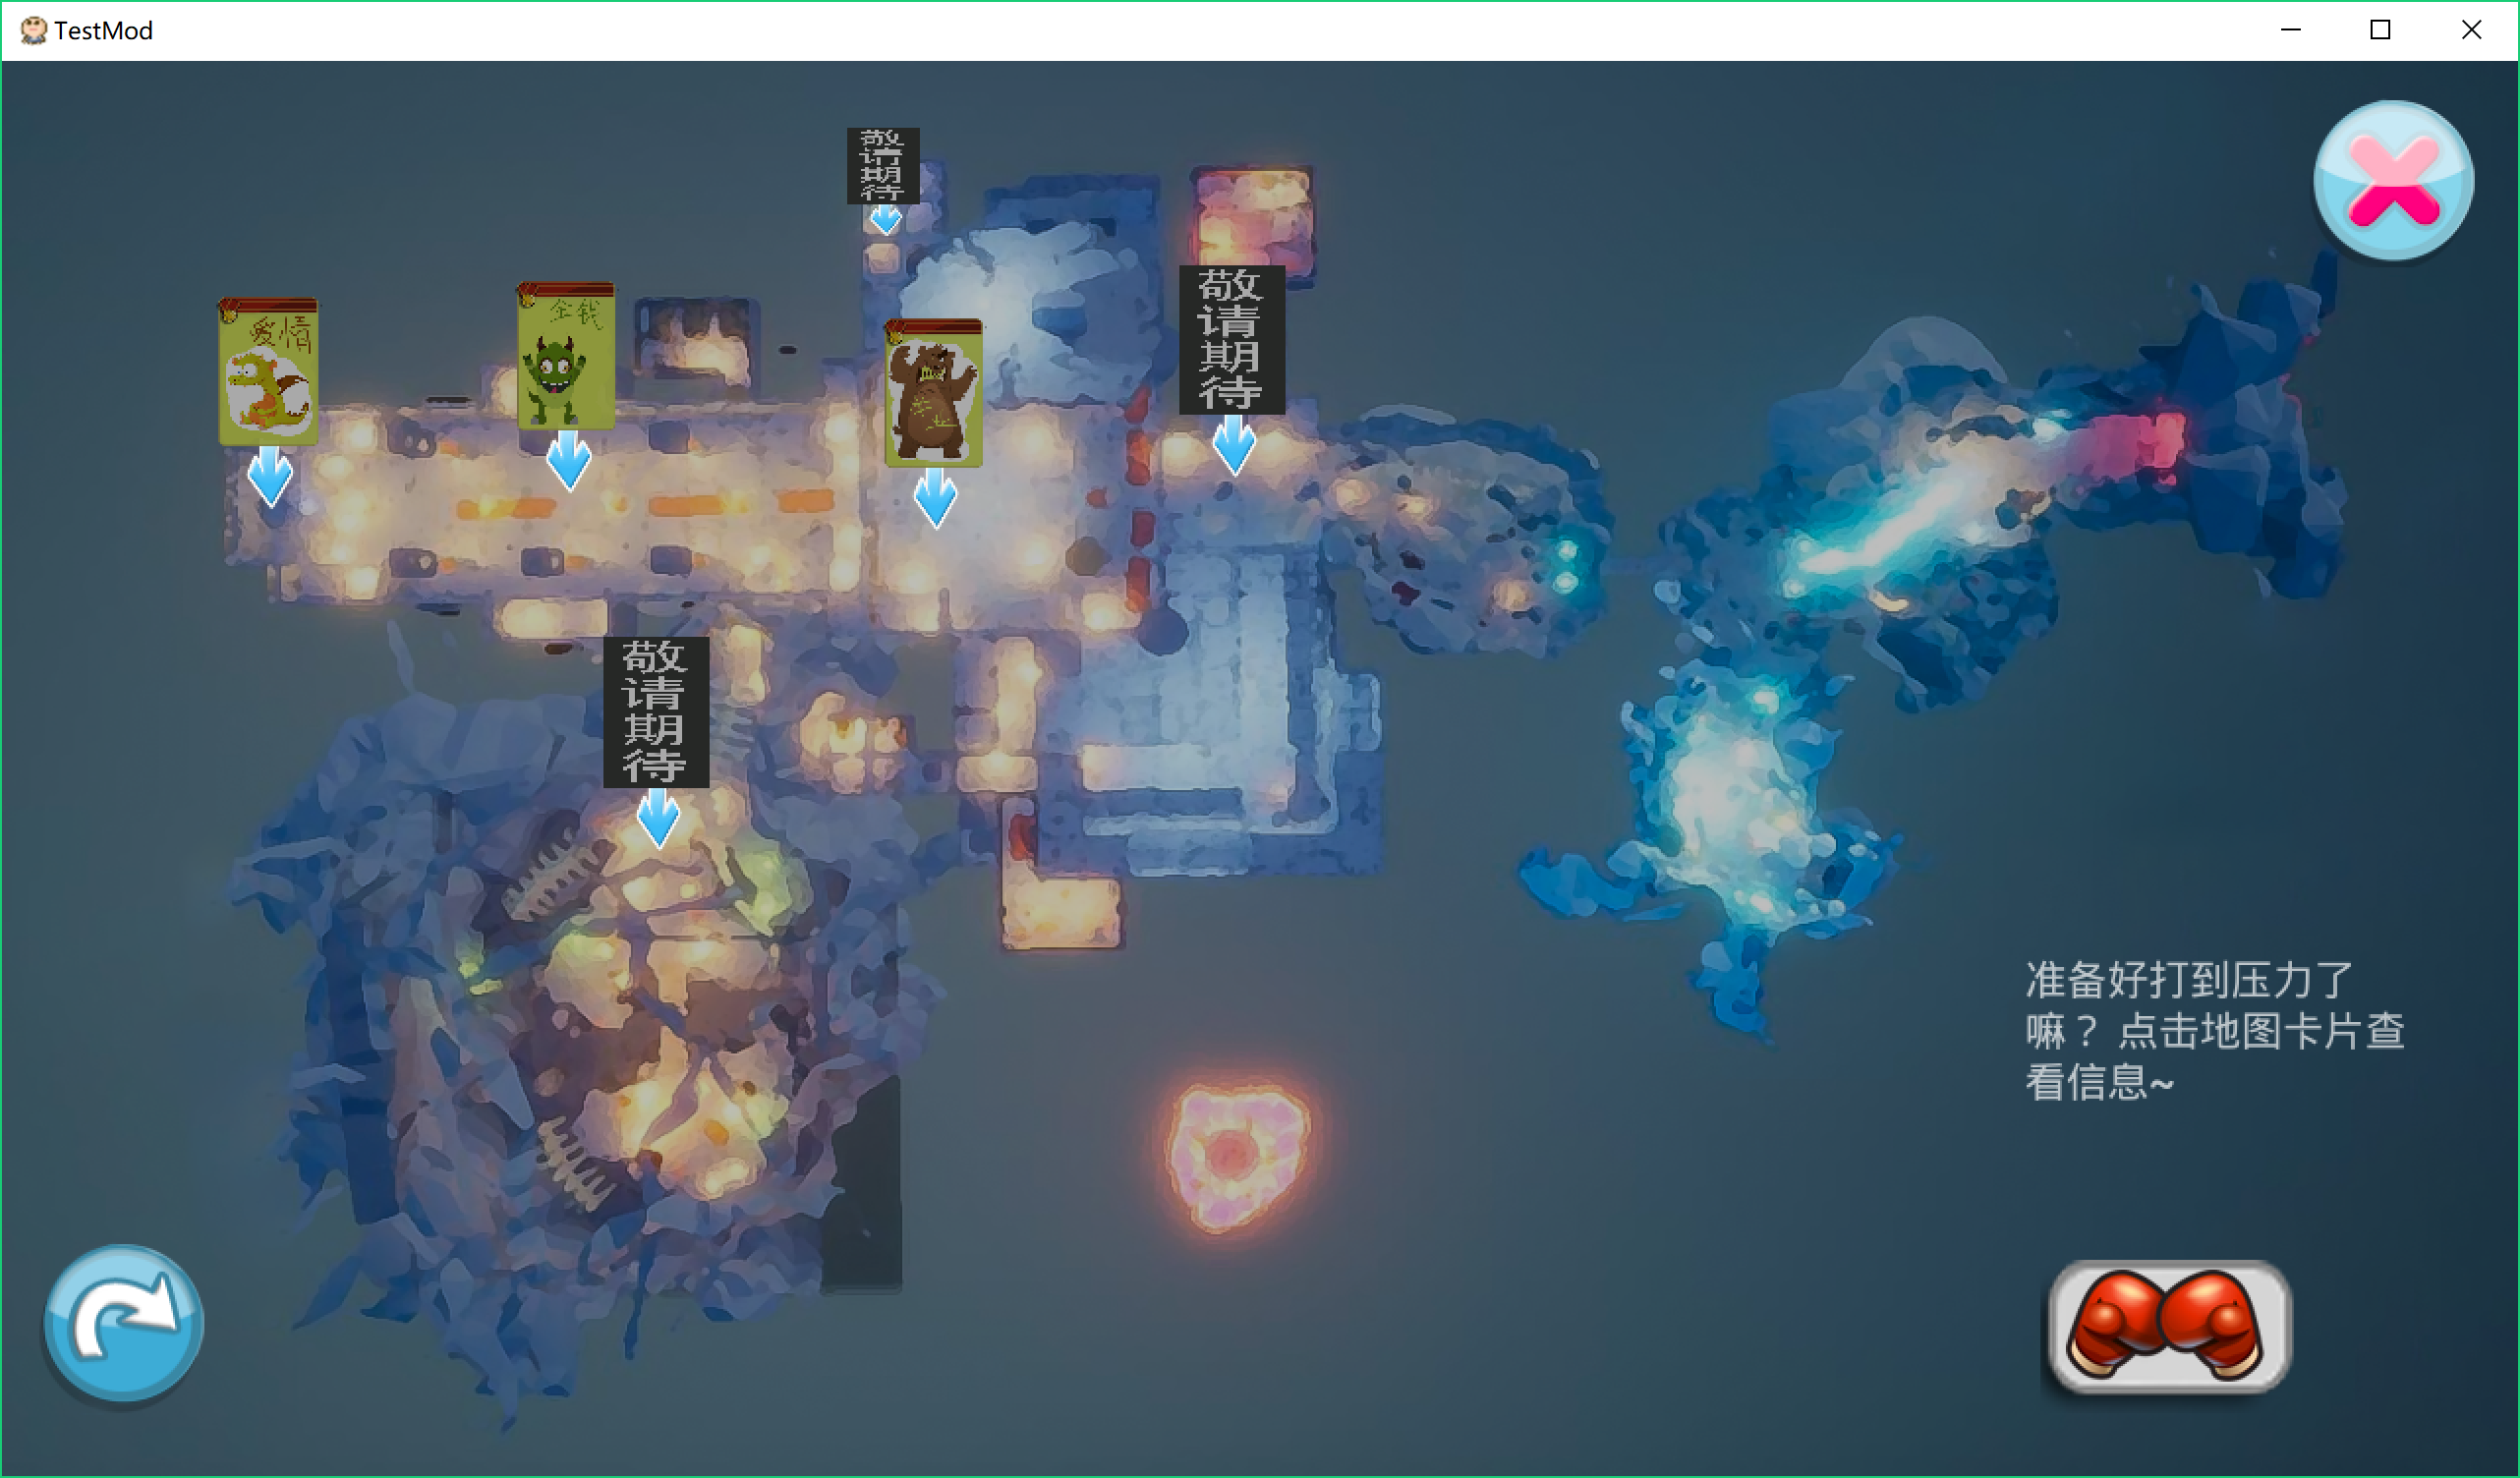 TestMod
敬
请
期
待
敬
请
期
待
爱情
金钱
敬
请
期
待
准备好打到压力了
嘛？点击地图卡片查
看信息~